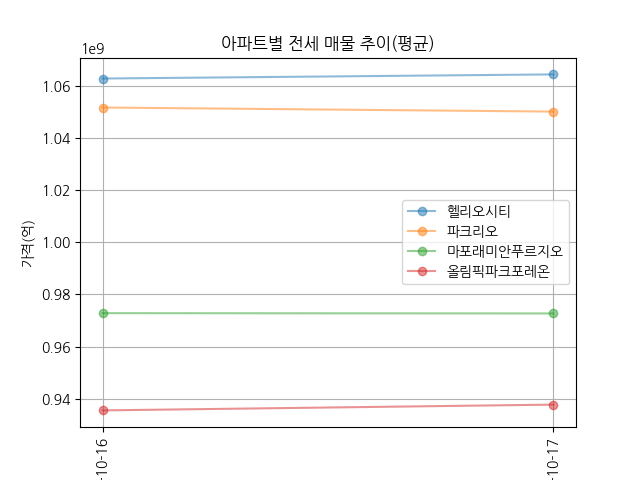 아파트별 전세 매물 추이(평균)
1e9
1.06
1.04
1.02
1.00
0.98
0.96
0.94
가격(억)
헬리오시티
파크리오
마포래미안푸르지오
올림픽파크포레온
-10-16
-10-17